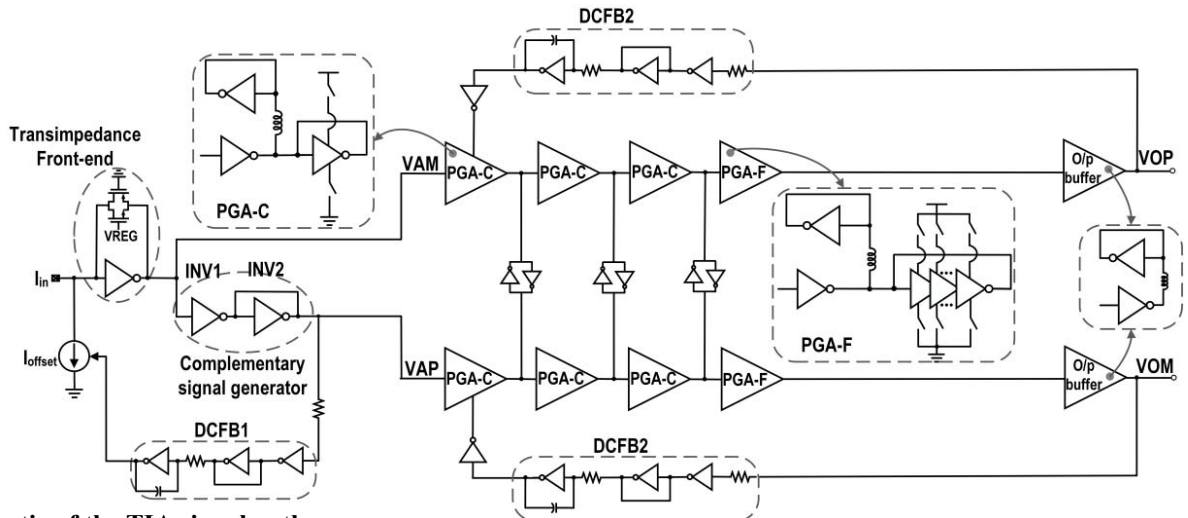 DCFB2
Transimpedance
Front-end
VREG
PGA-C
VAM
PGA-C
PGA-C
PGA-C
PGA-F
O/p
buffer
VOP
Iin
INV1
INV2
Complementary
signal generator
Ioffset
PGA-F
VAP
PGA-C
PGA-C
PGA-C
PGA-F
O/p
buffer
VOM
DCFB1
DCFB2